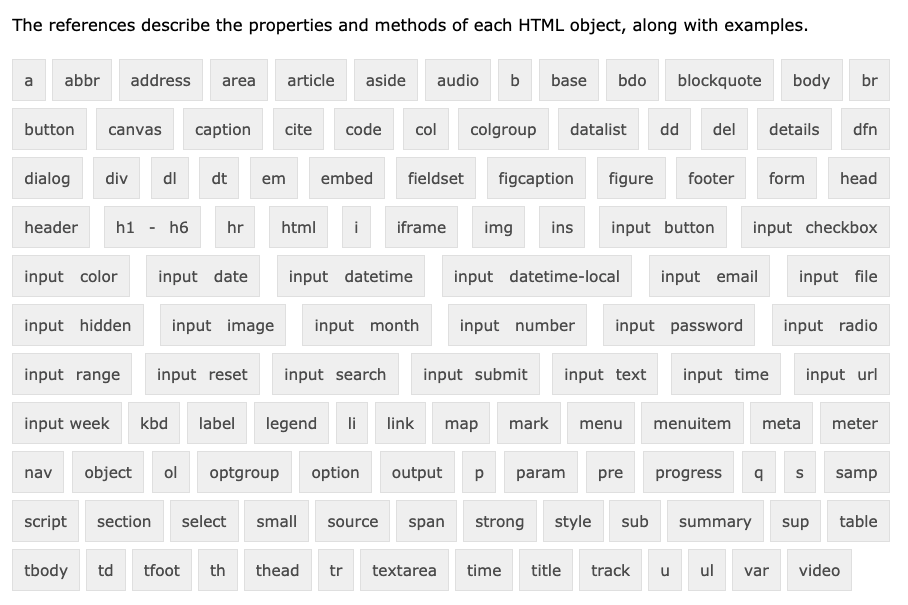 The references describe the properties and methods of each HTML object, along with examples.
a abbr address area article aside audio b base bdo blockquote body br
button canvas caption cite code col colgroup datalist dd del details dfn
dialog div dl dt em embed fieldset figcaption figure footer form head
header h1 - h6 hr html i iframe img ins input button input checkbox
input color input date input datetime input datetime-local input email input file
input hidden input image input month input number input password input radio
input range input reset input search input submit input text input time input url
input week kbd label legend li link map mark menu menuitem meta meter
nav object ol optgroup option output p param pre progress q s samp
script section select small source span strong style sub summary sup table
tbody td tfoot th thead tr textarea time title track u ul var video